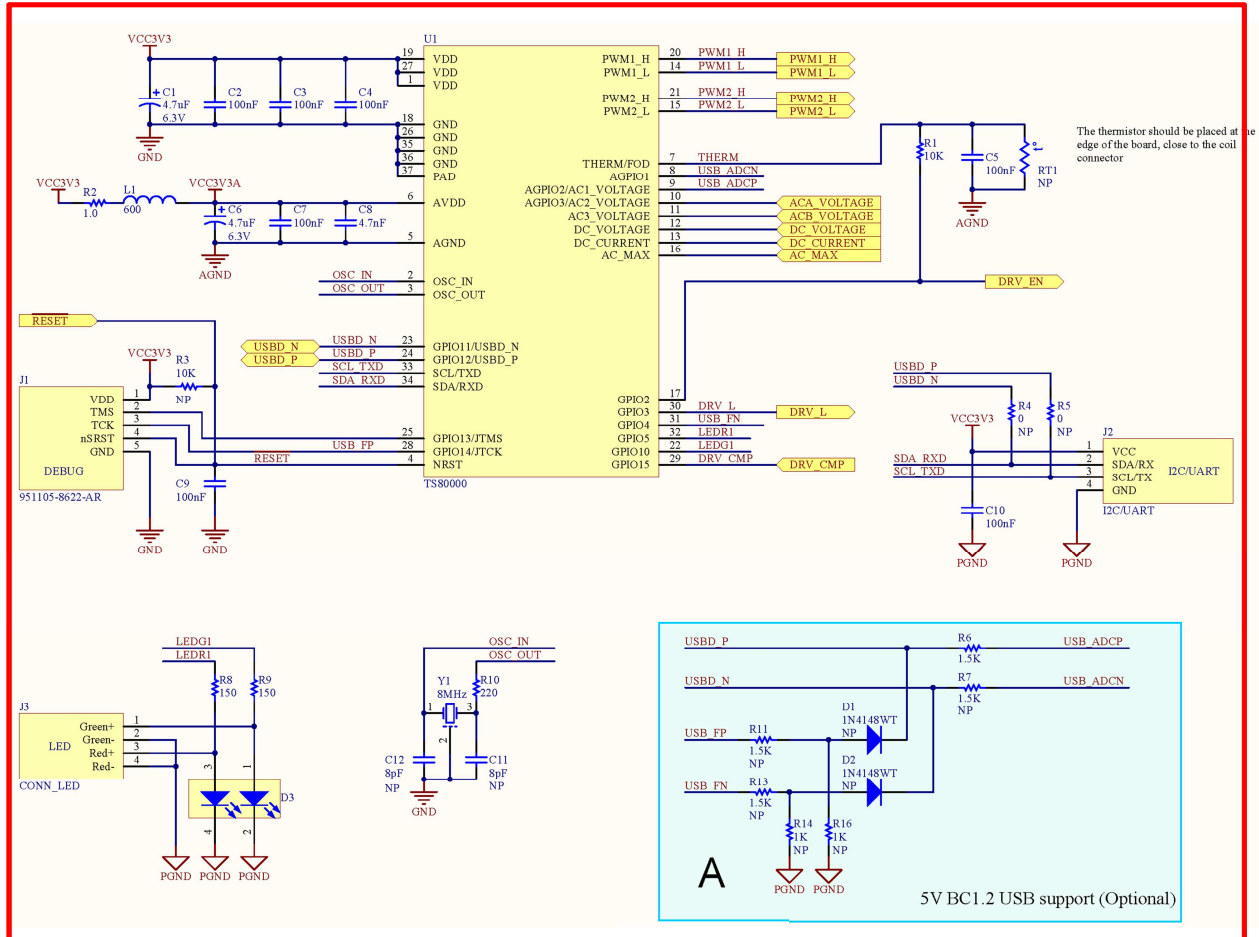 VCC3V3
C1
4.7uF
6.3V
C2
100nF
C3
100nF
C4
100nF
GND
VCC3V3
R2
1.0
L1
600
VCC3V3A
C6
4.7uF
6.3V
C7
100nF
C8
4.7nF
AGND
U1
19 VDD
27 VDD
1 VDD
18 GND
26 GND
35 GND
36 GND
37 PAD
6 AVDD
5 AGND
OSC_IN 2 OSC_IN
OSC_OUT 3 OSC_OUT
USBD_N USBD_N 23 GPIO11/USBD_N
USBD_P USBD_P 24 GPIO12/USBD_P
SCL_TXD 33 SCL/TXD
SDA_RXD 34 SDA/RXD
25 GPIO13/JTMS
USB_FP 28 GPIO14/JTCK
RESET 4 NRST
TS80000
PWM1_H 20 PWM1_H PWM1_H
PWM1_L 14 PWM1_L PWM1_L
PWM2_H 21 PWM2_H PWM2_H
PWM2_L 15 PWM2_L PWM2_L
THERM/FOD 7 THERM
AGPIO1 8 USB_ADCN
AGPIO2/AC1_VOLTAGE 9 USB_ADCP
AGPIO3/AC2_VOLTAGE 10 ACA_VOLTAGE
AC3_VOLTAGE 11 ACB_VOLTAGE
DC_VOLTAGE 12 DC_VOLTAGE
DC_CURRENT 13 DC_CURRENT
AC_MAX 16 AC_MAX
GPIO2 17
GPIO3 30 DRV_L DRV_L
GPIO4 31 USB_FN
GPIO5 32 LEDR1
GPIO10 22 LEDG1
GPIO15 29 DRV_CMP DRV_CMP
R1
10K
C5
100nF
t°
RT1
NP
AGND
The thermistor should be placed at the
edge of the board, close to the coil
connector
DRV_EN
RESET
VCC3V3
R3
10K
NP
J1
VDD 1
TMS 2
TCK 3
nSRST 4
GND 5
DEBUG
951105-8622-AR
C9
100nF
GND
GND
USBD_P
USBD_N
VCC3V3
R4
0
NP
R5
0
NP
J2
SDA_RXD
SCL_TXD
1 VCC
2 SDA/RX
3 SCL/TX
4 GND
I2C/UART
I2C/UART
C10
100nF
PGND
PGND
LEDG1
LEDR1
R8
150
R9
150
J3
Green+ 1
Green- 2
Red+ 3
Red- 4
LED
CONN_LED
3
1
D3
4
2
PGND
PGND
PGND
OSC_IN
OSC_OUT
Y1
8MHz
R10
220
1
3
2
C12
8pF
NP
C11
8pF
NP
GND
USBD_P
R6
1.5K
USB_ADCP
USBD_N
R7
1.5K
NP
USB_ADCN
USB_FP
R11
1.5K
NP
D1
1N4148WT
NP
USB_FN
R13
1.5K
NP
D2
1N4148WT
NP
R14
1K
NP
R16
1K
NP
PGND
PGND
A
5V BC1.2 USB support (Optional)